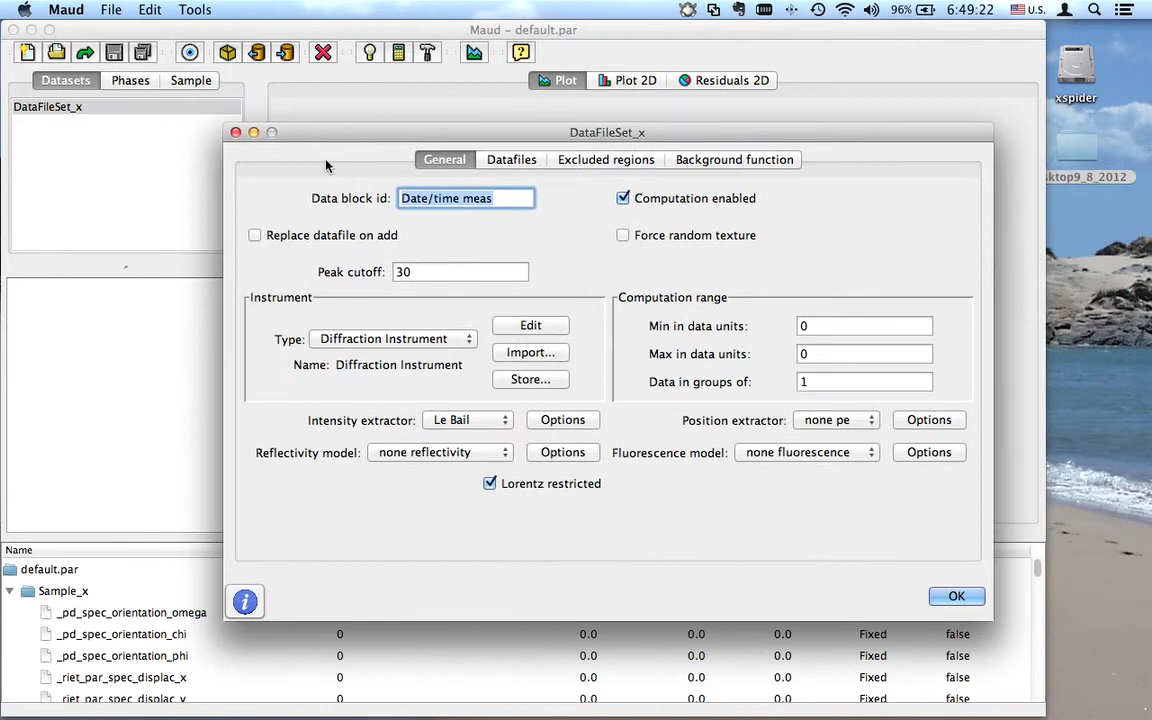 Maud File Edit Tools 96% 6:49:22 U.S.
Maud - default.par
Datasets Phases Sample Plot Plot 2D Residuals 2D
DataFileSet_x
xspider
sktop9_8_2012
DataFileSet_x
General Datafiles Excluded regions Background function
Data block id: Date/time meas Computation enabled
Replace datafile on add Force random texture
Peak cutoff: 30
Instrument Computation range
Type: Diffraction Instrument Edit Min in data units: 0
Name: Diffraction Instrument Import... Max in data units: 0
Store... Data in groups of: 1
Intensity extractor: Le Bail Options Position extractor: none pe Options
Reflectivity model: none reflectivity Options Fluorescence model: none fluorescence Options
Lorentz restricted
OK
Name
default.par
Sample_x
_pd_spec_orientation_omega
_pd_spec_orientation_chi 0 0.0 0.0 0.0 Fixed false
_pd_spec_orientation_phi 0 0.0 0.0 0.0 Fixed false
_riet_par_spec_displac_x 0 0.0 0.0 0.0 Fixed false
_riet_par_spec_displac_y 0 0.0 0.0 0.0 Fixed false